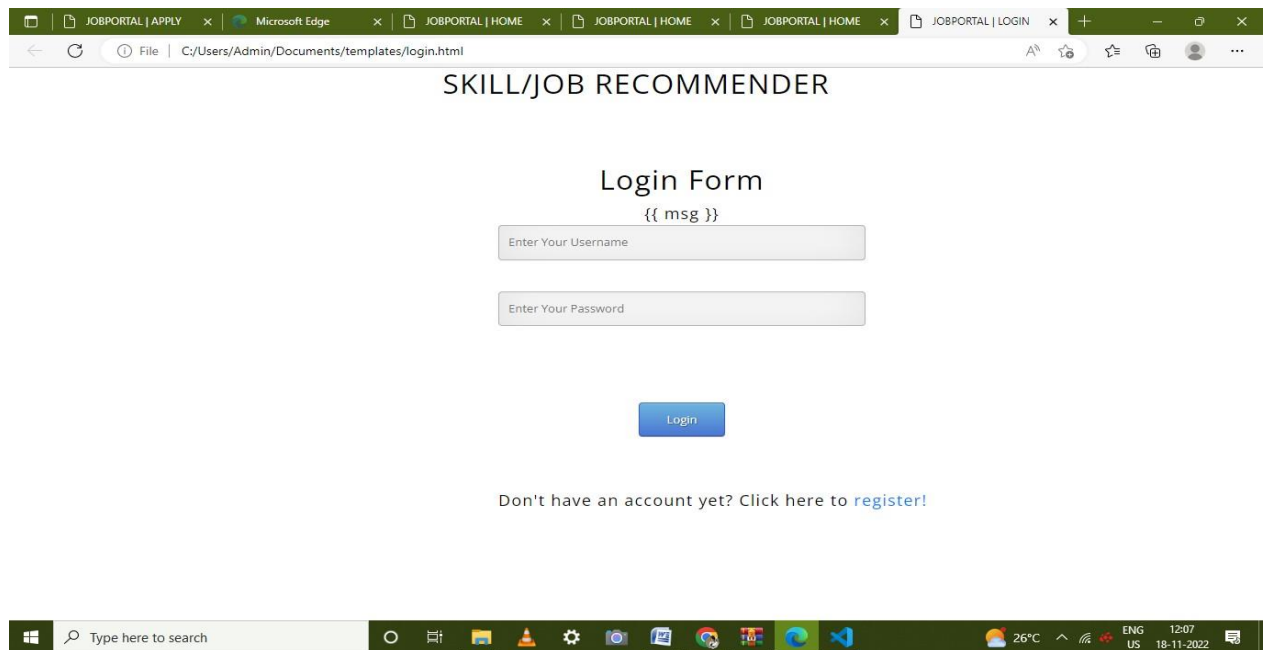 JOBPORTAL | APPLY Microsoft Edge JOBPORTAL | HOME JOBPORTAL | HOME JOBPORTAL | HOME JOBPORTAL | LOGIN
File | C:/Users/Admin/Documents/templates/login.html
SKILL/JOB RECOMMENDER
Login Form
{{ msg }}
Enter Your Username
Enter Your Password
Login
Don't have an account yet? Click here to register!
Type here to search 26°C ENG 12:07
US 18-11-2022